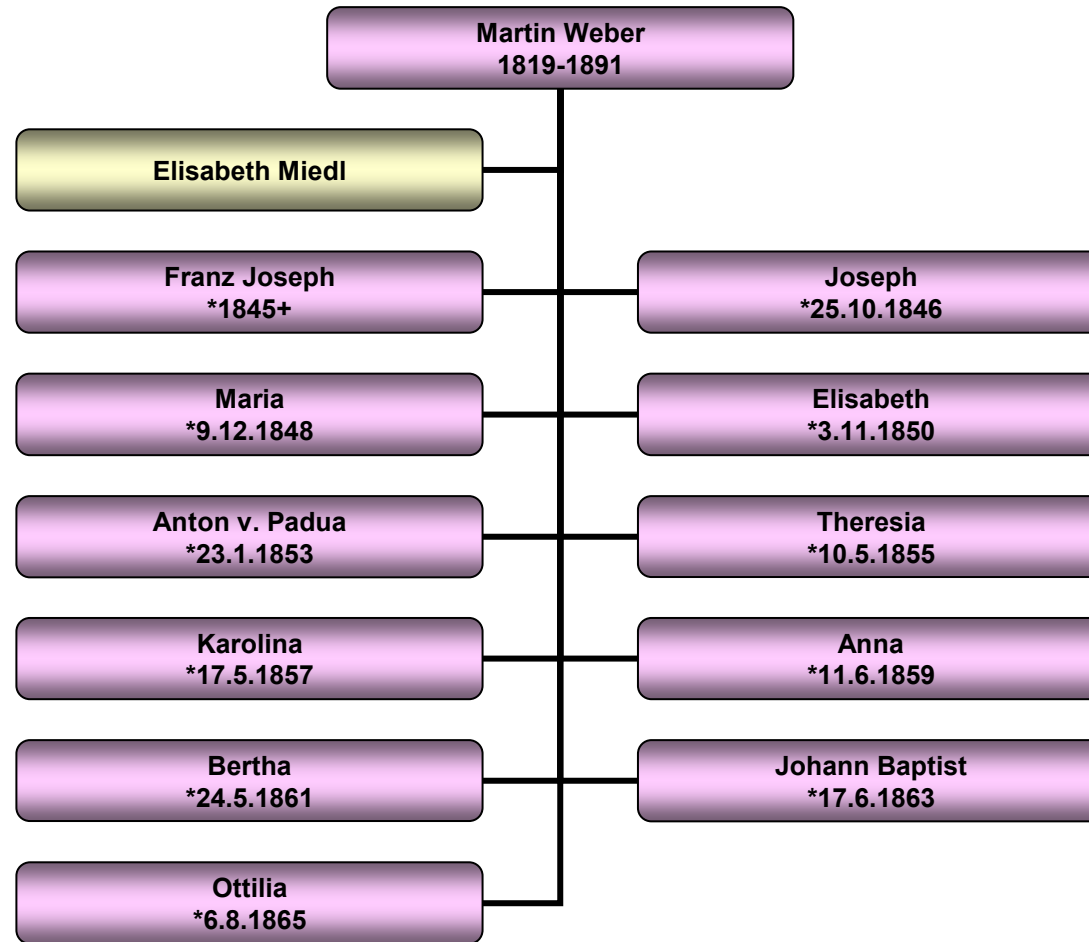 Martin Weber
1819-1891
Elisabeth Miedl
Franz Joseph
*1845+
Joseph
*25.10.1846
Maria
*9.12.1848
Elisabeth
*3.11.1850
Anton v. Padua
*23.1.1853
Theresia
*10.5.1855
Karolina
*17.5.1857
Anna
*11.6.1859
Bertha
*24.5.1861
Johann Baptist
*17.6.1863
Ottilia
*6.8.1865